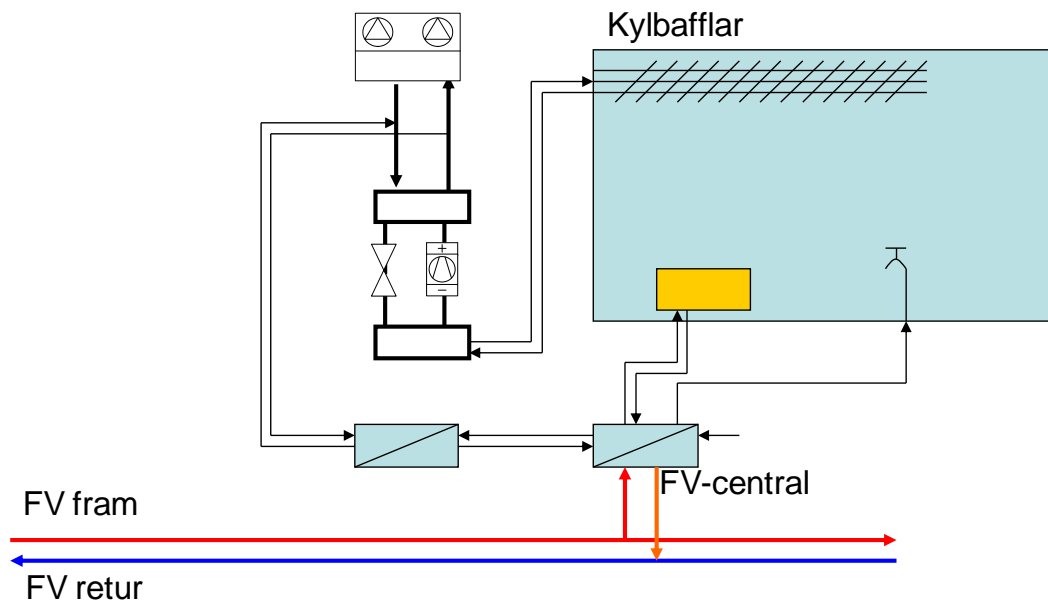 Kylbafflar
+
−
FV-central
FV fram
FV retur